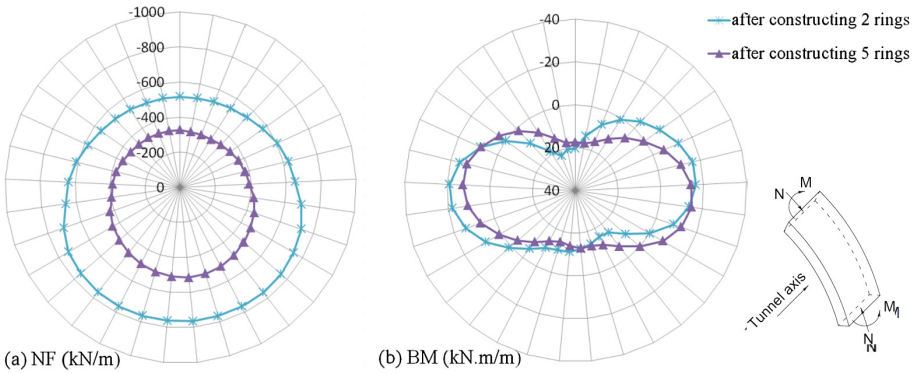 -1000
-800
-600
-400
-200
0
(a) NF (kN/m)
-40
-20
0
20
40
(b) BM (kN.m/m)
after constructing 2 rings
after constructing 5 rings
M
N
Tunnel axis
M
N